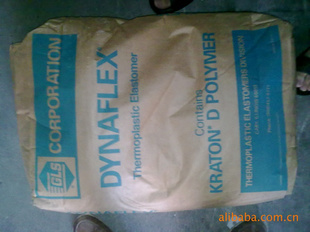 GLS
CORPORATION
DYNAFLEX®
Thermoplastic Elastomer
Contains
KRATON® D POLYMER
THERMOPLASTIC ELASTOMERS DIVISION
alibaba.com.cn